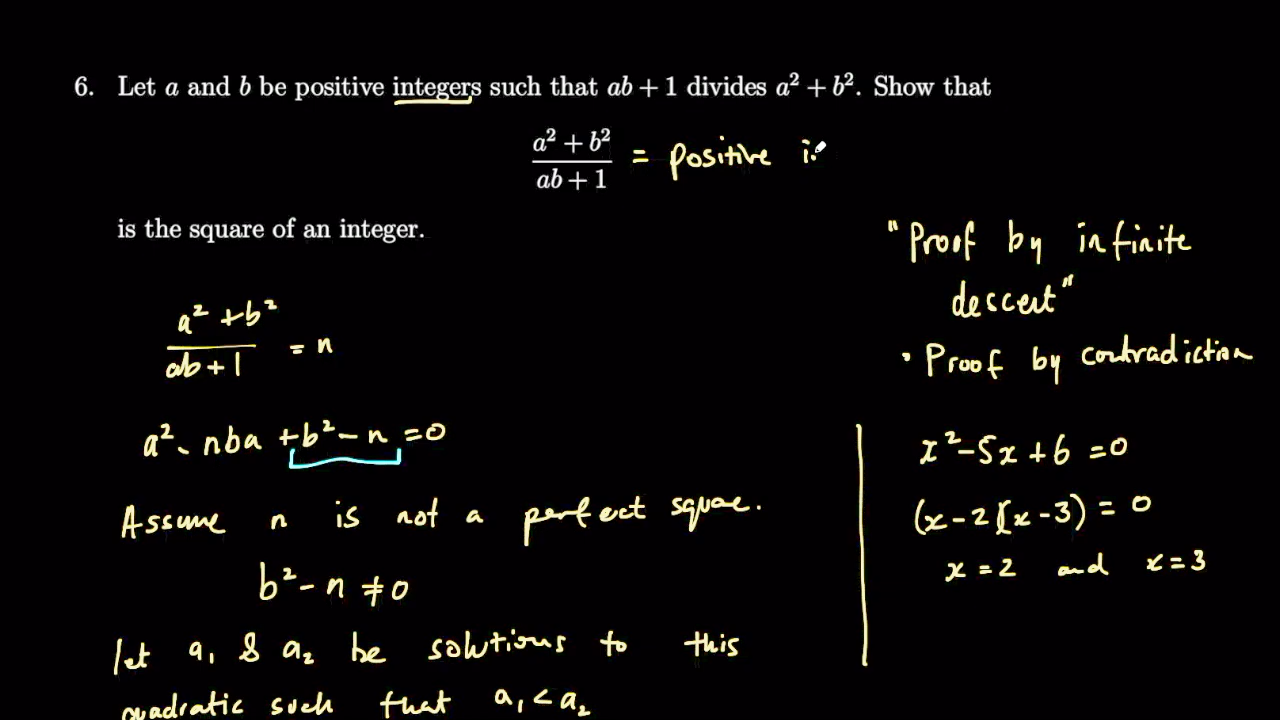 6. Let a and b be positive integers such that ab + 1 divides a² + b². Show that
a² + b²
ab + 1
= positive i
is the square of an integer.
"Proof by infinite
descent"
• Proof by contradiction
a² + b²
ab + 1
= n
a² - nba + b² - n = 0
Assume n is not a perfect square.
b² - n ≠ 0
let a₁ & a₂ be solutions to this
quadratic such that a₁ < a₂
x² - 5x + 6 = 0
(x - 2)(x - 3) = 0
x = 2 and x = 3